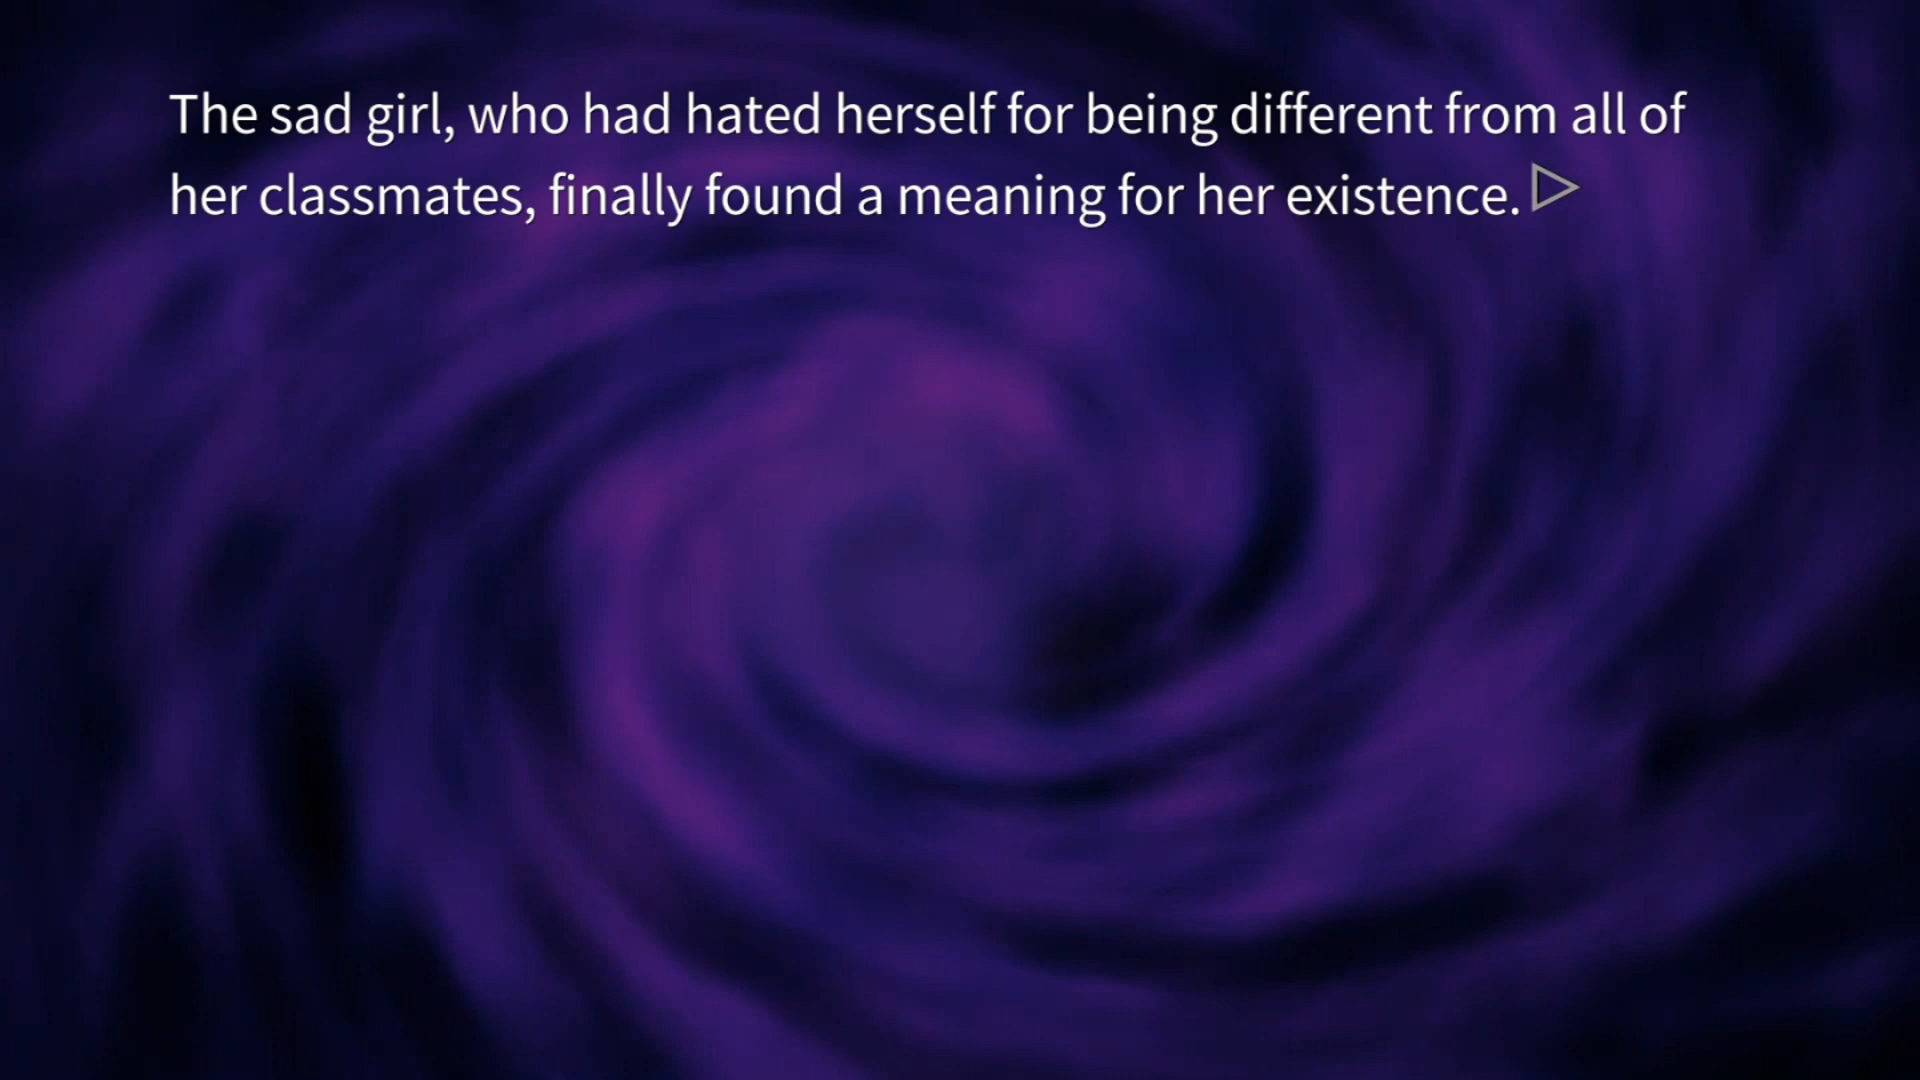 The sad girl, who had hated herself for being different from all of
her classmates, finally found a meaning for her existence.